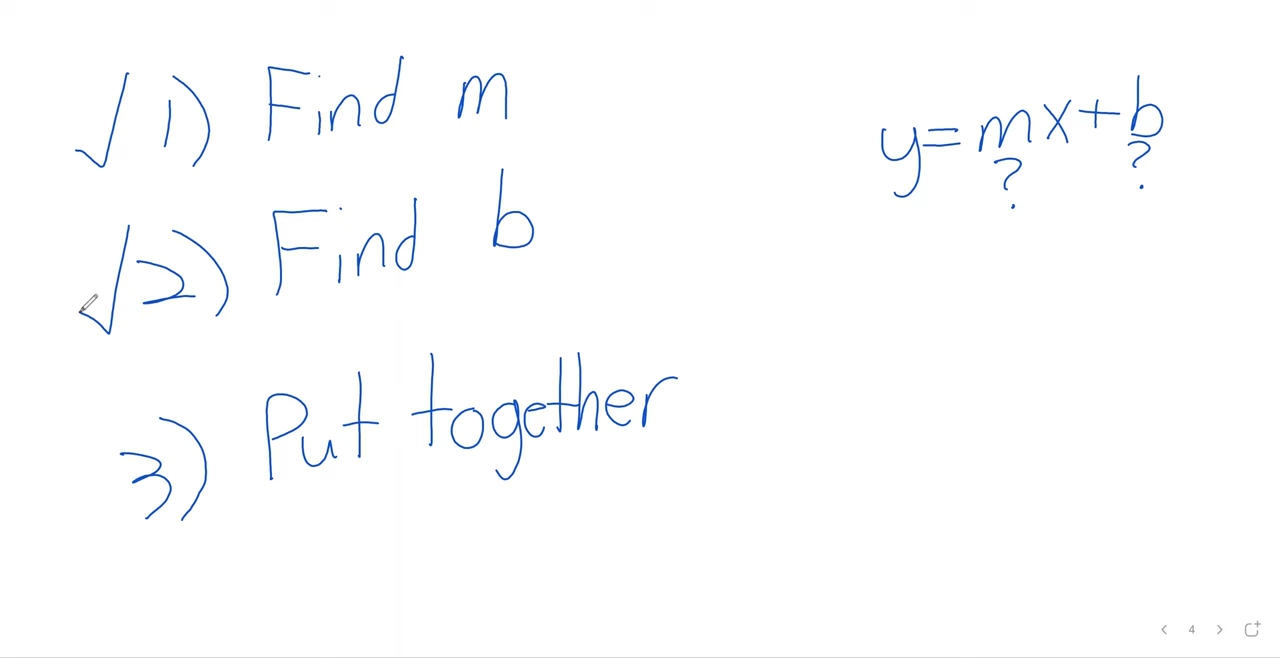 √ 1) Find m
y=mx+b
? ?
√ 2) Find b
3) Put together
4